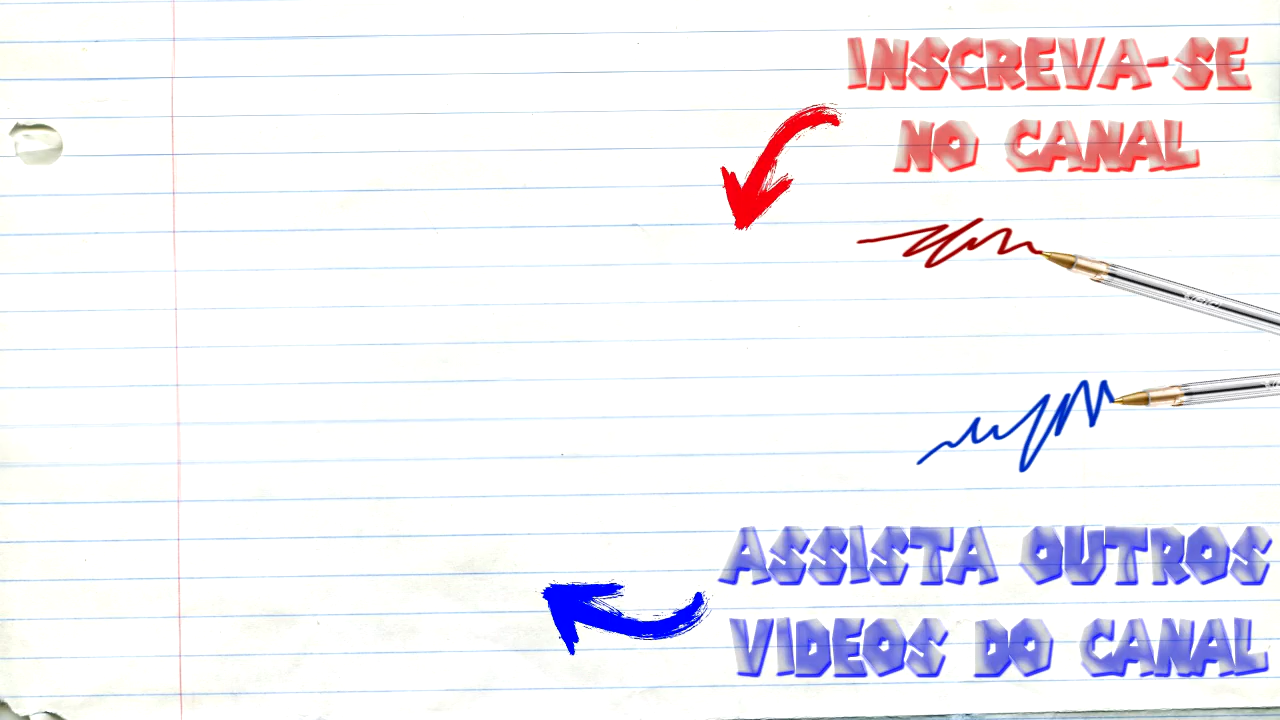 INSCREVA-SE
NO CANAL
ASSISTA OUTROS
VIDEOS DO CANAL